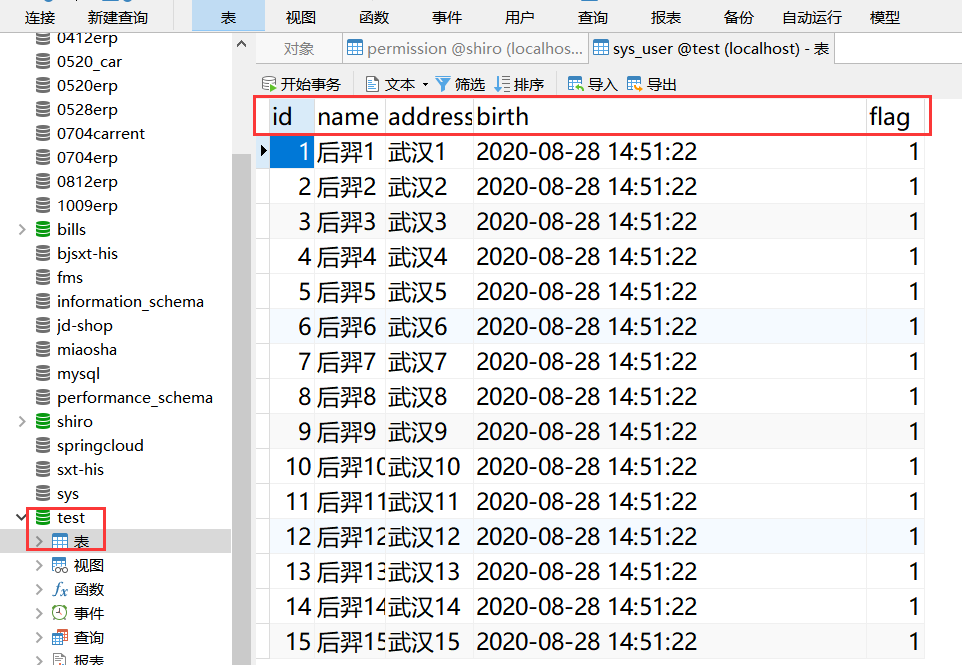 连接 新建查询 表 视图 函数 事件 用户 查询 报表 备份 自动运行 模型
对象 permission @shiro (localhos... sys_user @test (localhost) - 表
开始事务 文本 筛选 排序 导入 导出
0412erp
0520_car
0520erp
0528erp
0704carrent
0704erp
0812erp
1009erp
bills
bjsxt-his
fms
information_schema
jd-shop
miaosha
mysql
performance_schema
shiro
springcloud
sxt-his
sys
test
表
视图
fx 函数
事件
查询
报表
id name address birth flag
1 后羿1 武汉1 2020-08-28 14:51:22 1
2 后羿2 武汉2 2020-08-28 14:51:22 1
3 后羿3 武汉3 2020-08-28 14:51:22 1
4 后羿4 武汉4 2020-08-28 14:51:22 1
5 后羿5 武汉5 2020-08-28 14:51:22 1
6 后羿6 武汉6 2020-08-28 14:51:22 1
7 后羿7 武汉7 2020-08-28 14:51:22 1
8 后羿8 武汉8 2020-08-28 14:51:22 1
9 后羿9 武汉9 2020-08-28 14:51:22 1
10 后羿10 武汉10 2020-08-28 14:51:22 1
11 后羿11 武汉11 2020-08-28 14:51:22 1
12 后羿12 武汉12 2020-08-28 14:51:22 1
13 后羿13 武汉13 2020-08-28 14:51:22 1
14 后羿14 武汉14 2020-08-28 14:51:22 1
15 后羿15 武汉15 2020-08-28 14:51:22 1